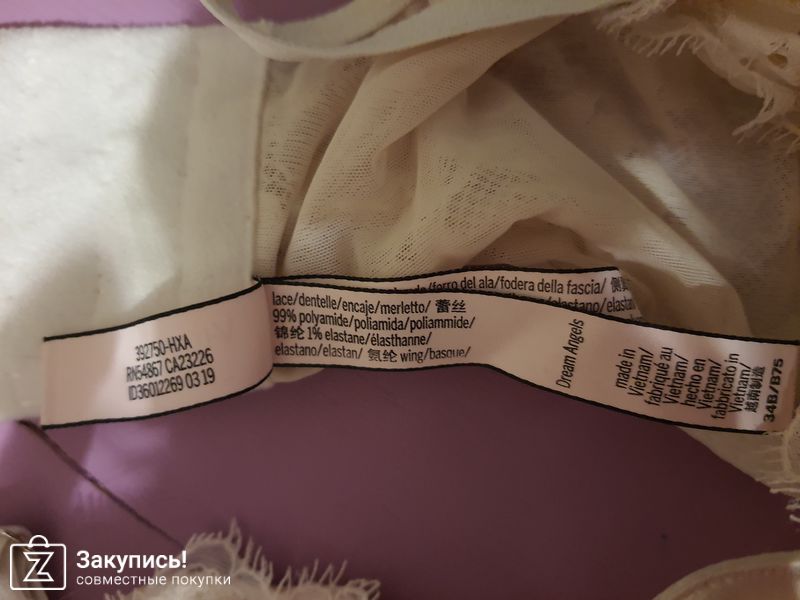 392750-HXA
RN54867 CA23226
ID36012269 03 19
/forro del ala/fodera della fascia/
lace/dentelle/encaje/merletto/ 蕾丝
99% polyamide/poliamida/poliammide/
锦纶 1% elastane/élasthanne/
elastano/elastan/ 氨纶 wing/basque/
Dream Angels
made in
Vietnam/
fabriqué au
Vietnam/
hecho en
Vietnam/
fabbricato in
Vietnam/
越南制造
34B/B75
Закупись!
совместные покупки